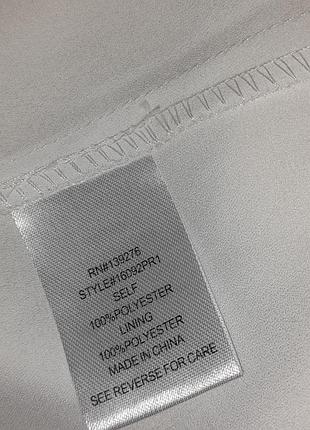 RN#139276
STYLE#16092PR1
SELF
100%POLYESTER
LINING
100%POLYESTER
MADE IN CHINA
SEE REVERSE FOR CARE